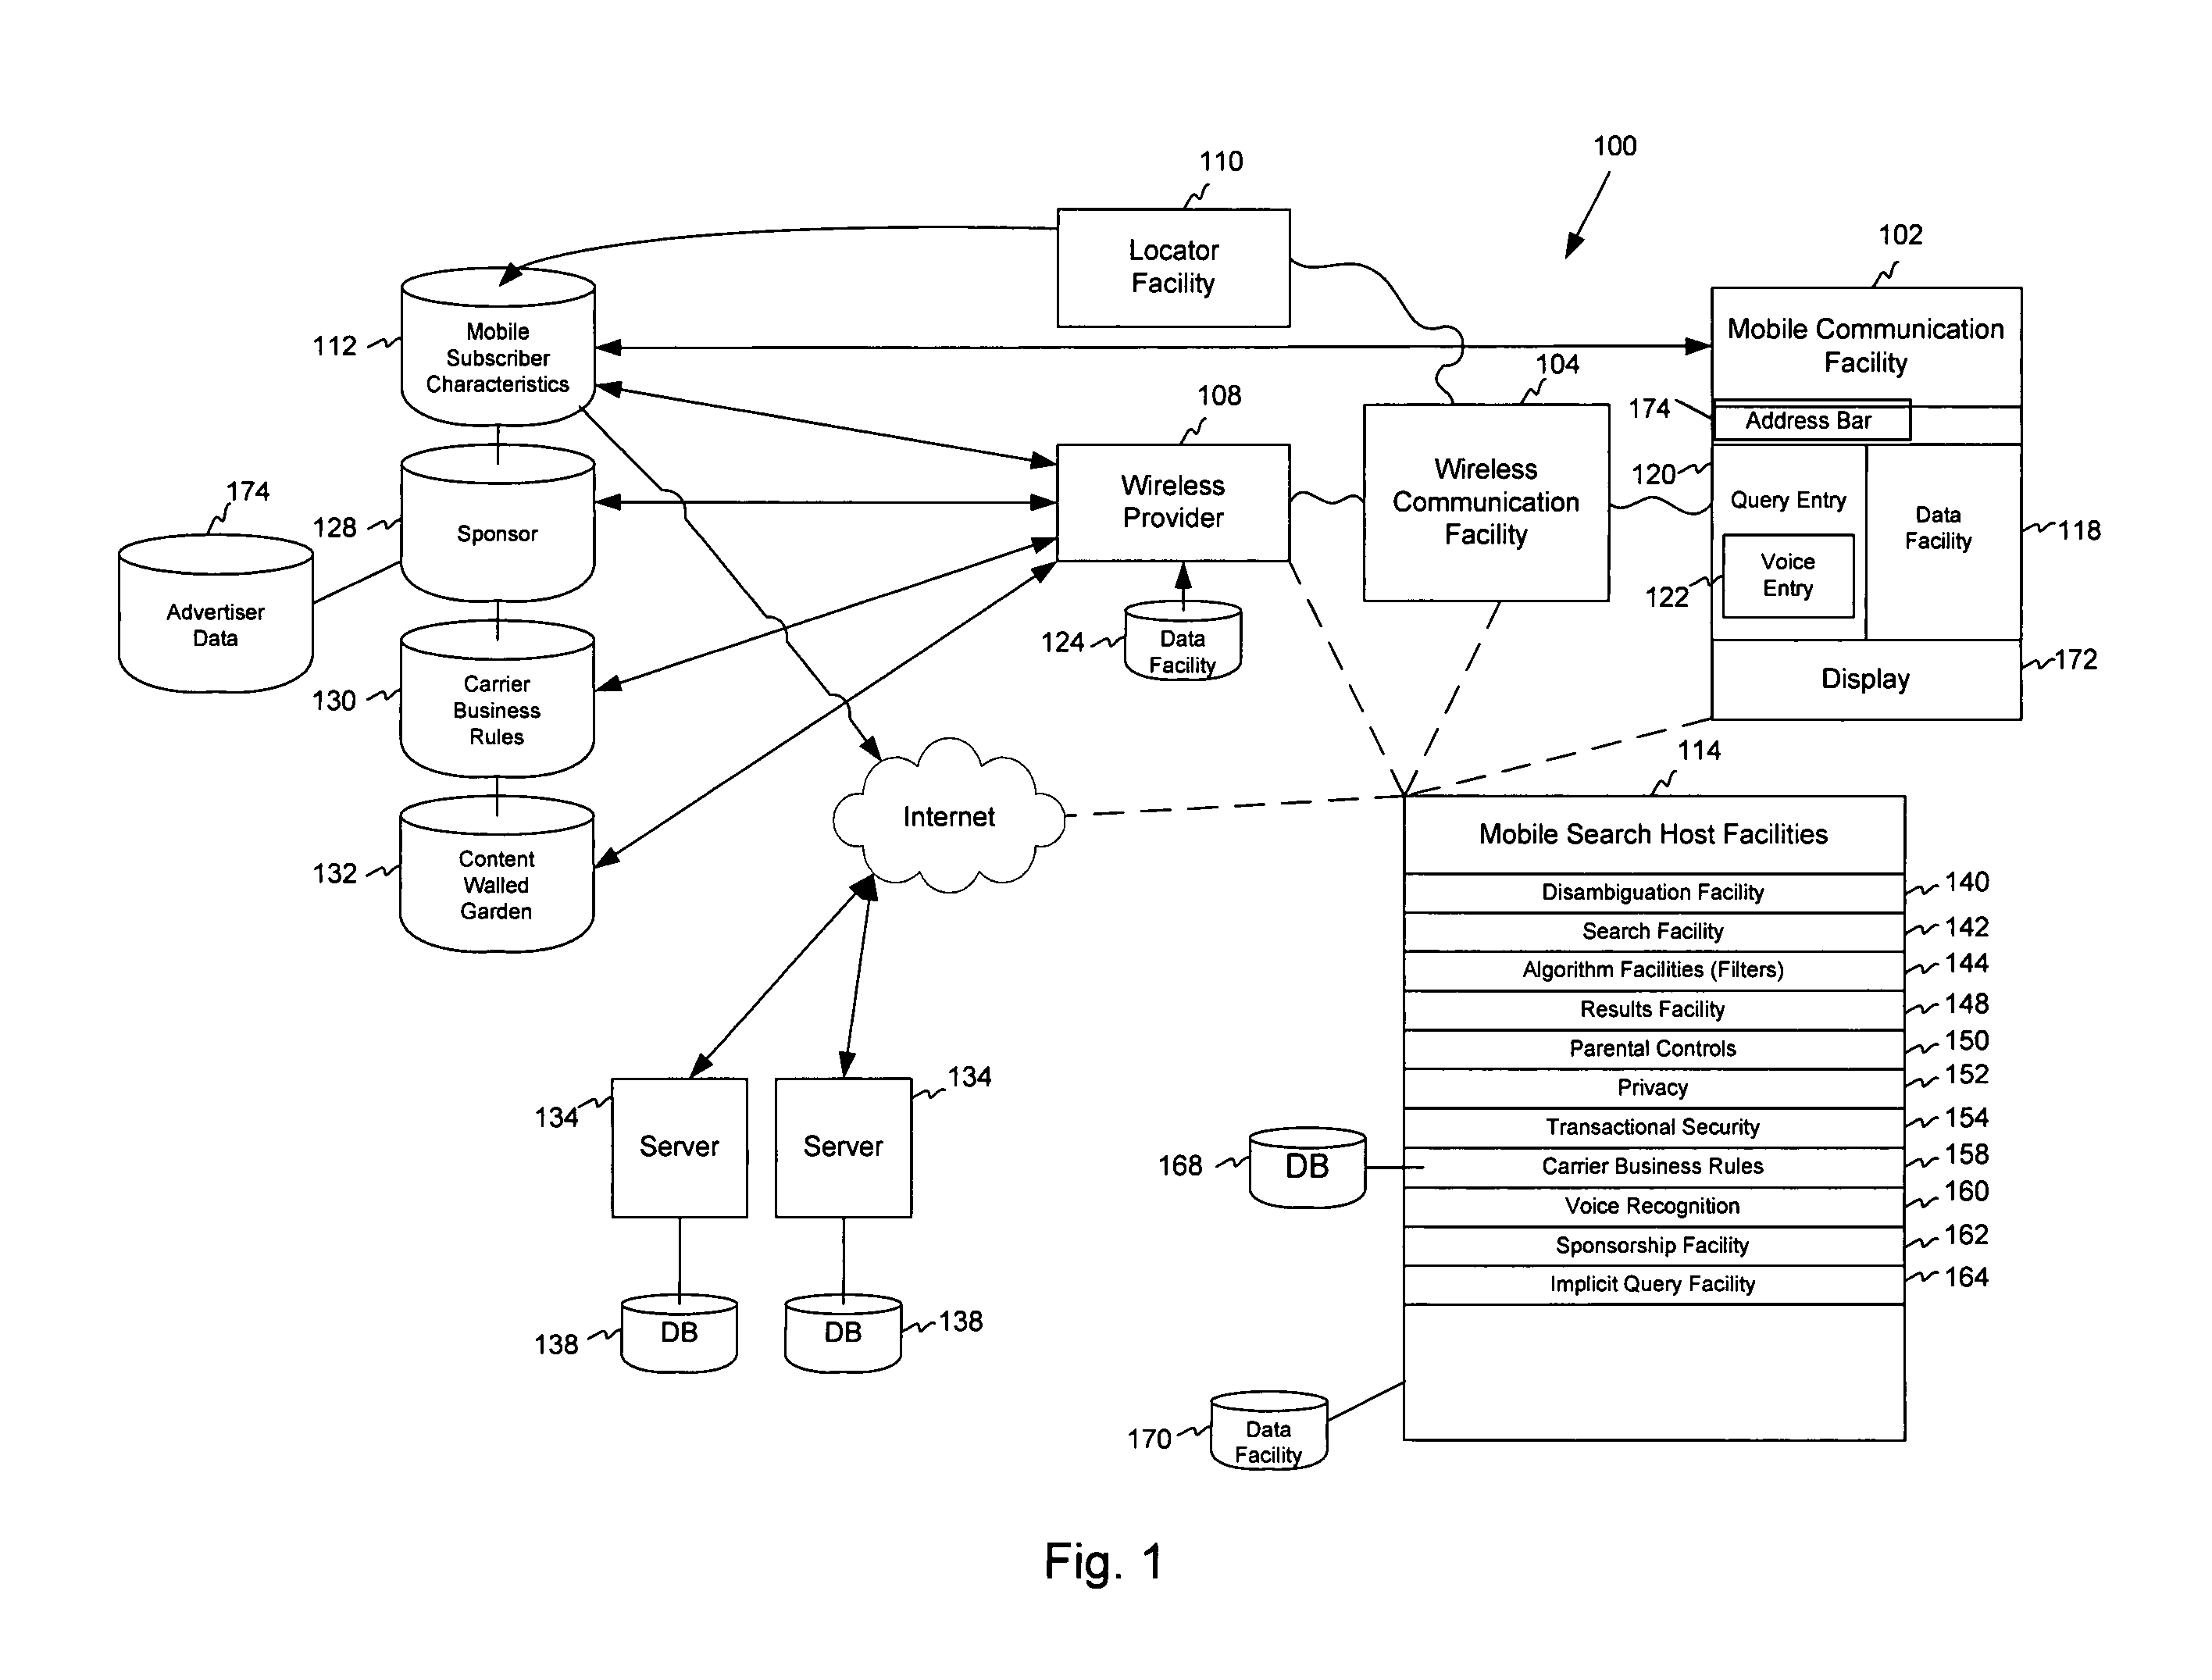 100
110
Locator
Facility
102
Mobile Communication
Facility
112
Mobile
Subscriber
Characteristics
104
108
174
Address Bar
Wireless
Provider
Wireless
Communication
Facility
120
Query Entry
Data
Facility
118
122
Voice
Entry
174
Advertiser
Data
128
Sponsor
124
Data
Facility
172
Display
130
Carrier
Business
Rules
114
Internet
Mobile Search Host Facilities
132
Content
Walled
Garden
Disambiguation Facility
140
Search Facility
142
Algorithm Facilities (Filters)
144
Results Facility
148
Parental Controls
150
Privacy
152
Transactional Security
154
Carrier Business Rules
158
Voice Recognition
160
Sponsorship Facility
162
Implicit Query Facility
164
134
Server
Server
134
168
DB
138
DB
DB
138
170
Data
Facility
Fig. 1